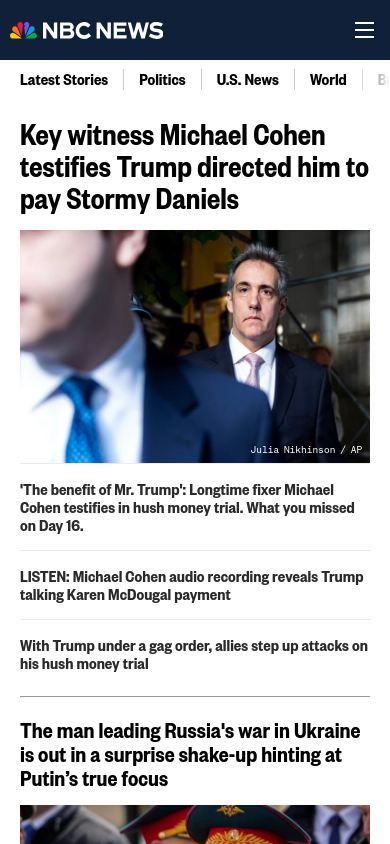 NBC NEWS
Latest Stories
Politics
U.S. News
World
Key witness Michael Cohen
testifies Trump directed him to
pay Stormy Daniels
Julia Nikhinson / AP
'The benefit of Mr. Trump': Longtime fixer Michael
Cohen testifies in hush money trial. What you missed
on Day 16.
LISTEN: Michael Cohen audio recording reveals Trump
talking Karen McDougal payment
With Trump under a gag order, allies step up attacks on
his hush money trial
The man leading Russia's war in Ukraine
is out in a surprise shake-up hinting at
Putin’s true focus